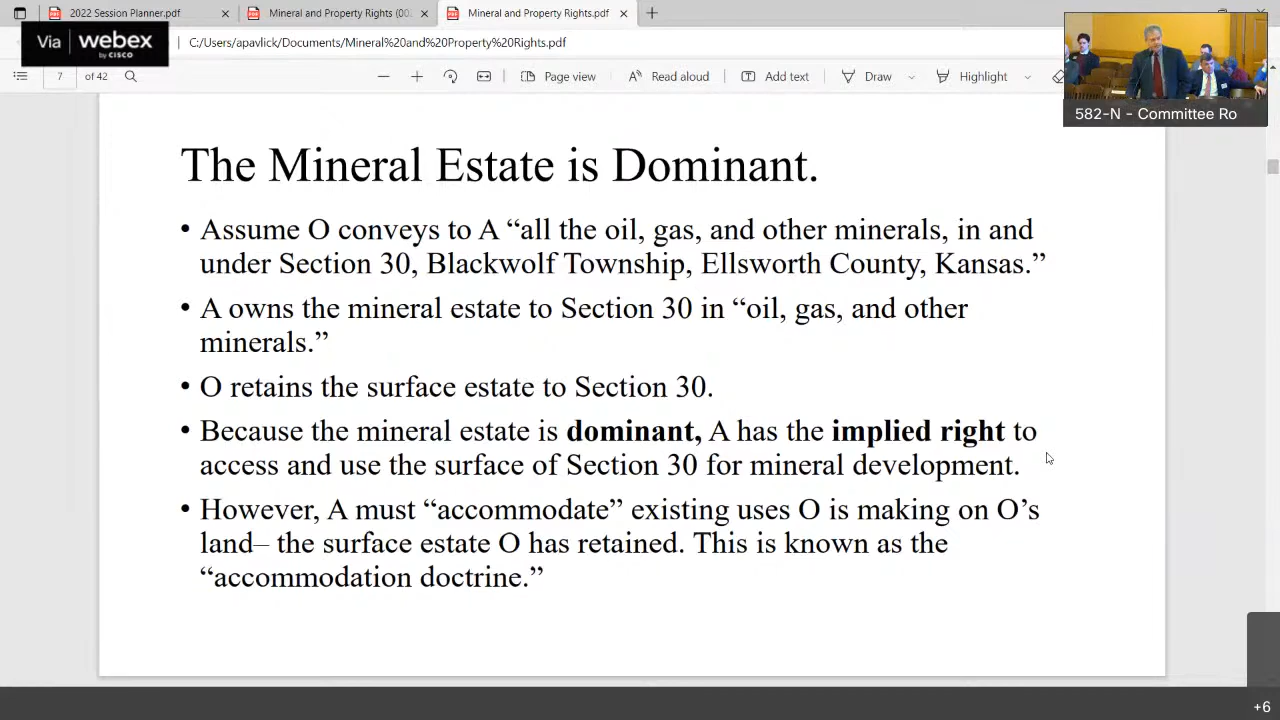 2022 Session Planner.pdf
Mineral and Property Rights (00.
Mineral and Property Rights.pdf
Via webex
by CISCO
C:/Users/apavlick/Documents/Mineral%20and%20Property%20Rights.pdf
7 of 42
Page view
Read aloud
Add text
Draw
Highlight
582-N - Committee Ro
The Mineral Estate is Dominant.
• Assume O conveys to A “all the oil, gas, and other minerals, in and
under Section 30, Blackwolf Township, Ellsworth County, Kansas.”
• A owns the mineral estate to Section 30 in “oil, gas, and other
minerals.”
• O retains the surface estate to Section 30.
• Because the mineral estate is dominant, A has the implied right to
access and use the surface of Section 30 for mineral development.
• However, A must “accommodate” existing uses O is making on O’s
land– the surface estate O has retained. This is known as the
“accommodation doctrine.”
+6